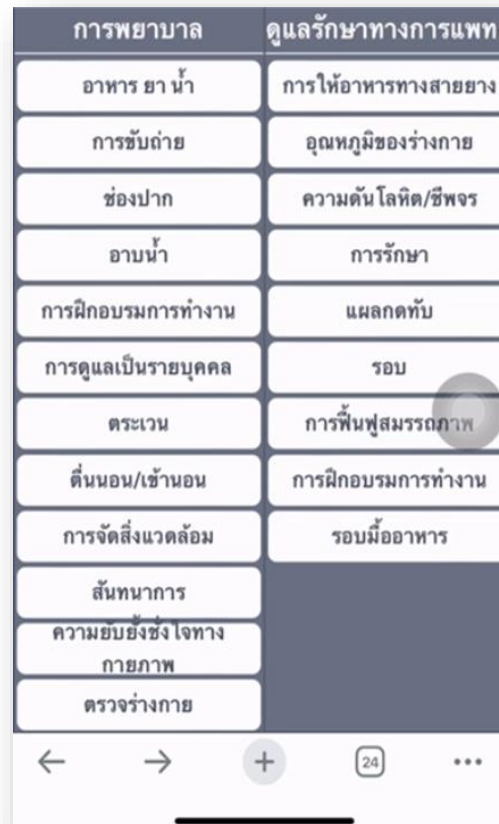 การพยาบาล
ดูแลรักษาทางการแพท
อาหาร ยา น้ำ
การให้อาหารทางสายยาง
การขับถ่าย
อุณหภูมิของร่างกาย
ช่องปาก
ความดันโลหิต/ชีพจร
อาบน้ำ
การรักษา
การฝึกอบรมการทำงาน
แผลกดทับ
การดูแลเป็นรายบุคคล
รอบ
ตระเวน
การฟื้นฟูสมรรถภาพ
ตื่นนอน/เข้านอน
การฝึกอบรมการทำงาน
การจัดสิ่งแวดล้อม
รอบมื้ออาหาร
สันทนาการ
ความยับยั้งชั่งใจทาง
กายภาพ
ตรวจร่างกาย
24